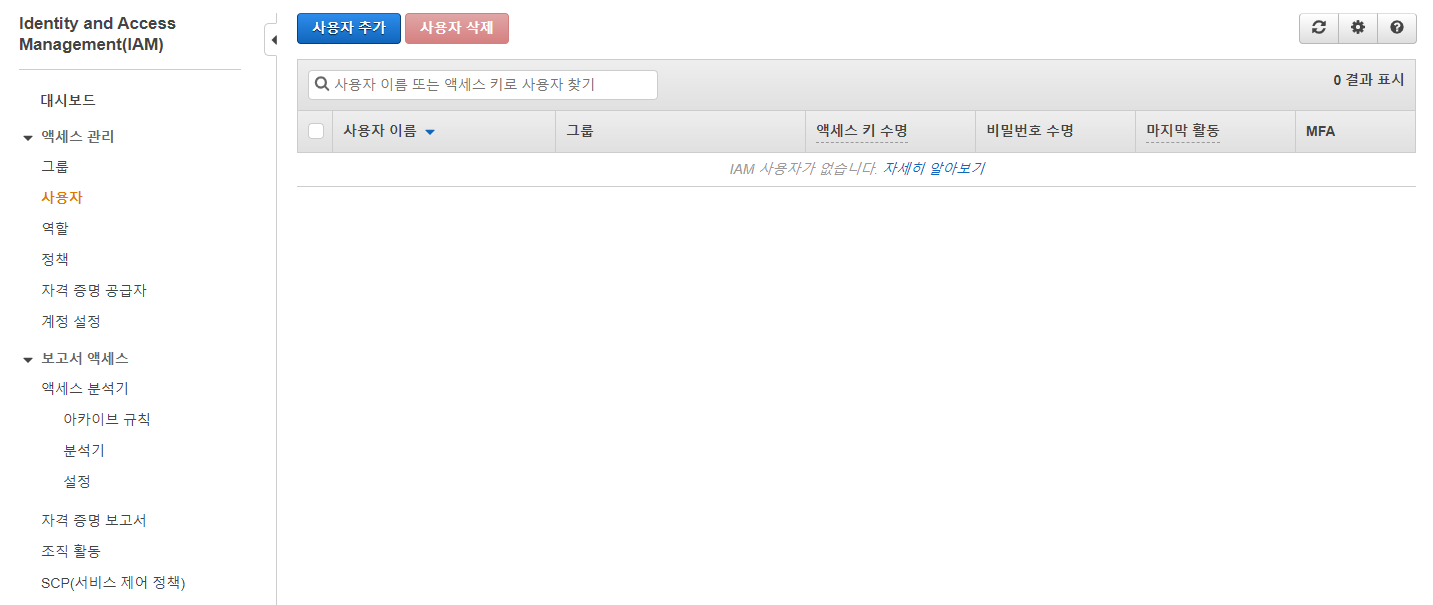 Identity and Access
Management(IAM)
대시보드
액세스 관리
그룹
사용자
역할
정책
자격 증명 공급자
계정 설정
보고서 액세스
액세스 분석기
아카이브 규칙
분석기
설정
자격 증명 보고서
조직 활동
SCP(서비스 제어 정책)
사용자 추가 사용자 삭제
사용자 이름 또는 액세스 키로 사용자 찾기 0 결과 표시
사용자 이름 그룹 액세스 키 수명 비밀번호 수명 마지막 활동 MFA
IAM 사용자가 없습니다. 자세히 알아보기